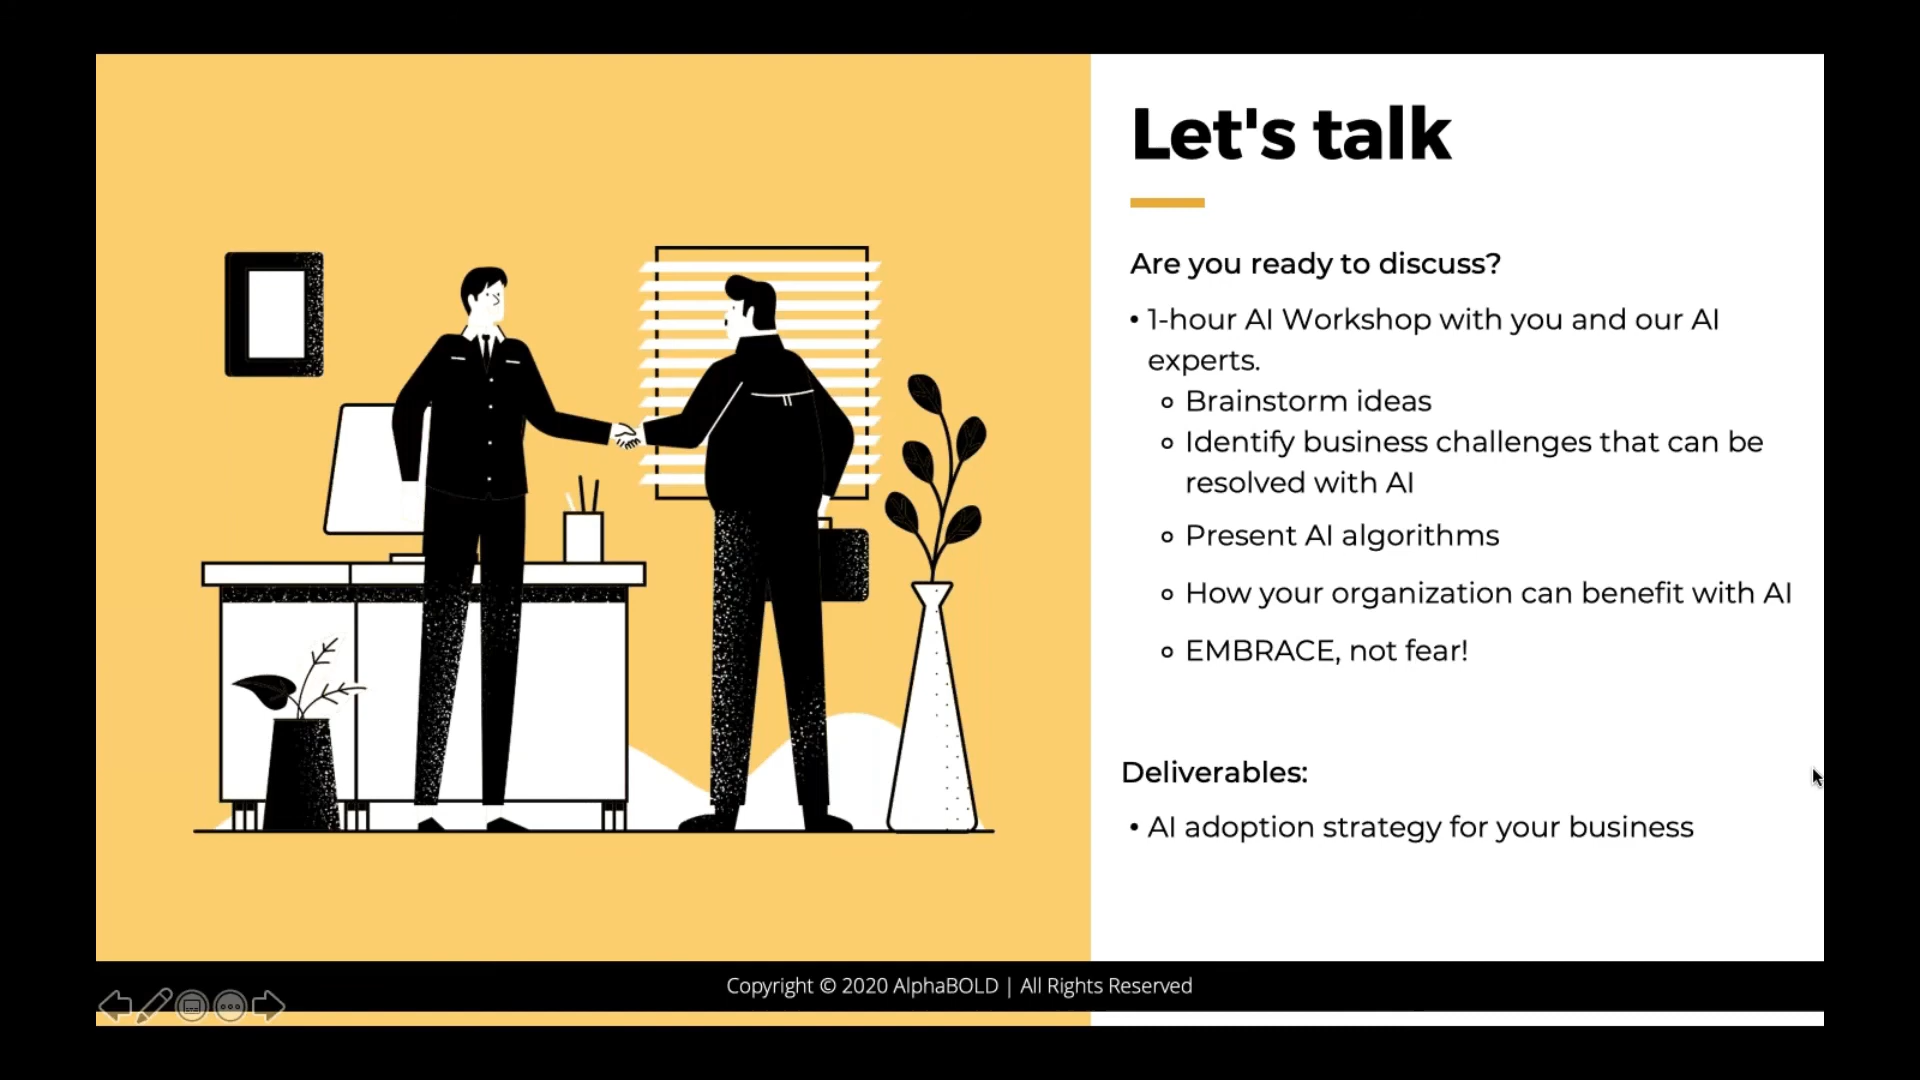 Let's talk
Are you ready to discuss?
• 1-hour AI Workshop with you and our AI
experts.
○ Brainstorm ideas
○ Identify business challenges that can be
resolved with AI
○ Present AI algorithms
○ How your organization can benefit with AI
○ EMBRACE, not fear!
Deliverables:
• AI adoption strategy for your business
Copyright © 2020 AlphaBOLD | All Rights Reserved